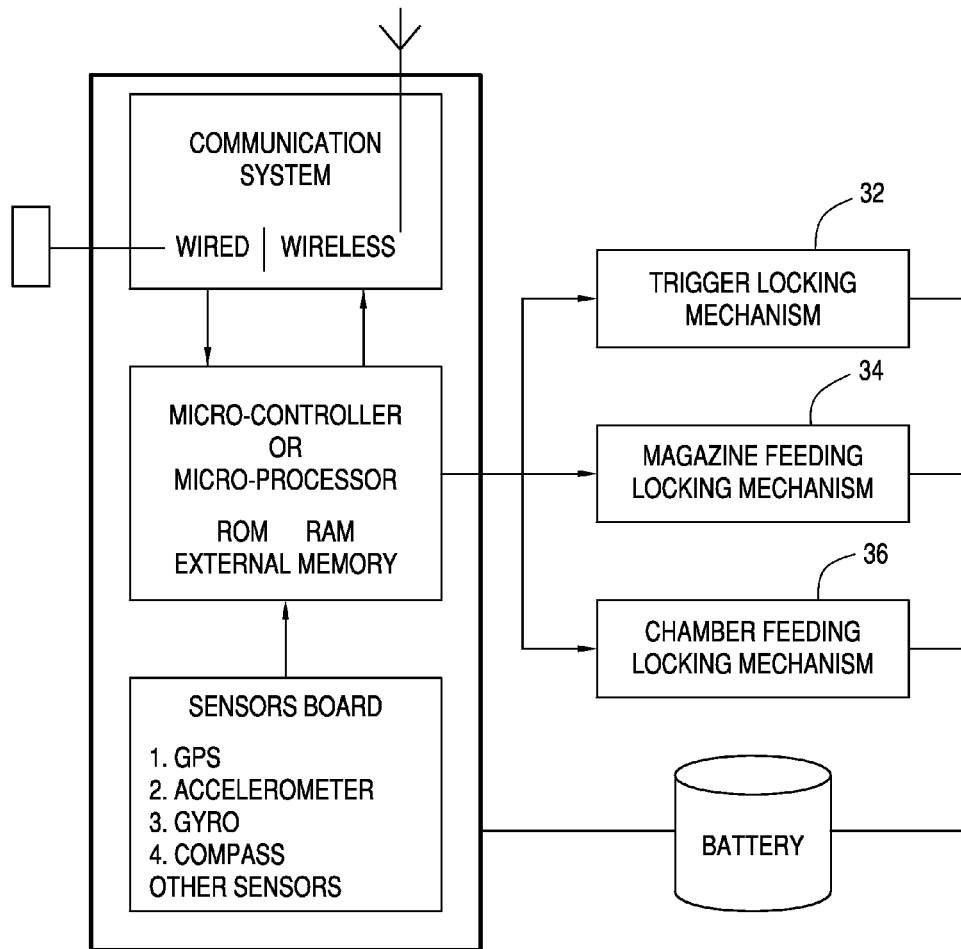 COMMUNICATION
SYSTEM
WIRED | WIRELESS
MICRO-CONTROLLER
OR
MICRO-PROCESSOR
ROM RAM
EXTERNAL MEMORY
SENSORS BOARD
1. GPS
2. ACCELEROMETER
3. GYRO
4. COMPASS
OTHER SENSORS
32
TRIGGER LOCKING
MECHANISM
34
MAGAZINE FEEDING
LOCKING MECHANISM
36
CHAMBER FEEDING
LOCKING MECHANISM
BATTERY